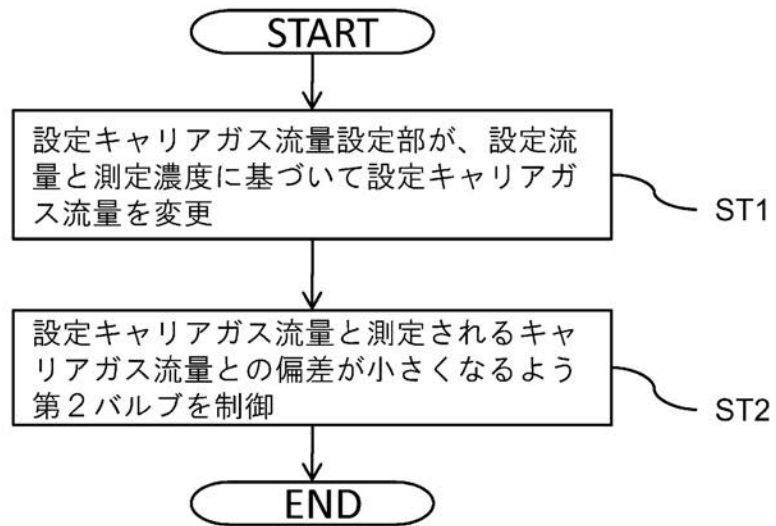 START
設定キャリアガス流量設定部が、設定流
量と測定濃度に基づいて設定キャリアガ
ス流量を変更
ST1
設定キャリアガス流量と測定されるキャ
リアガス流量との偏差が小さくなるよう
第２バルブを制御
ST2
END